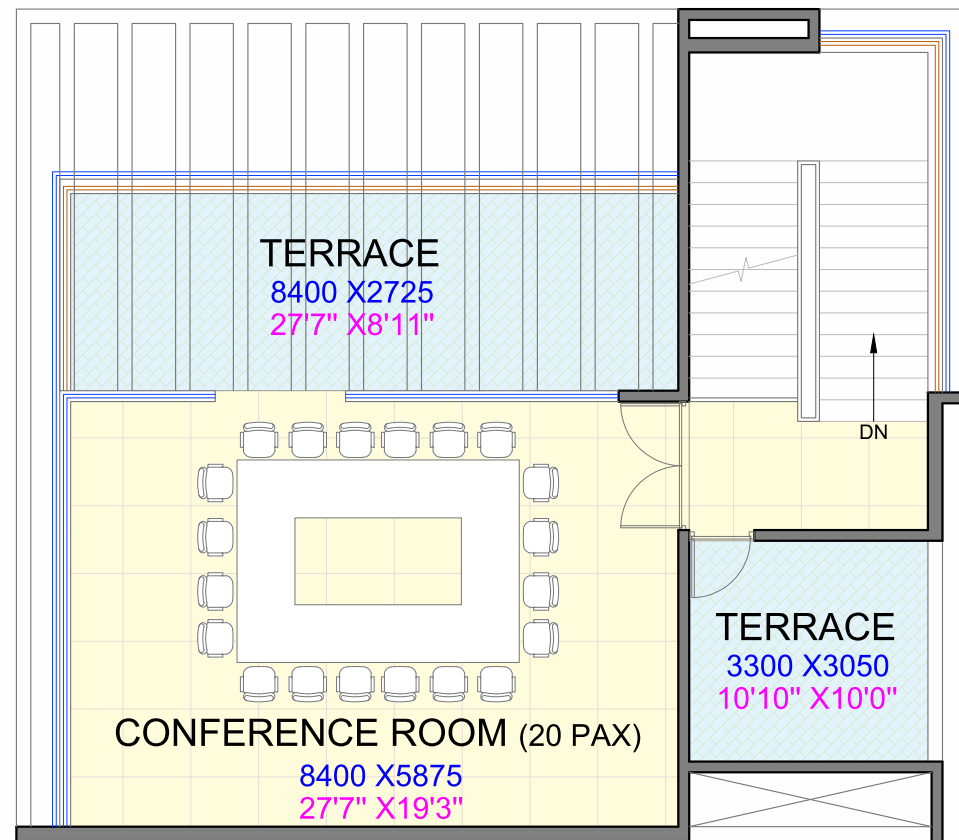 TERRACE
8400 X2725
27'7" X8'11"
DN
TERRACE
3300 X3050
10'10" X10'0"
CONFERENCE ROOM (20 PAX)
8400 X5875
27'7" X19'3"